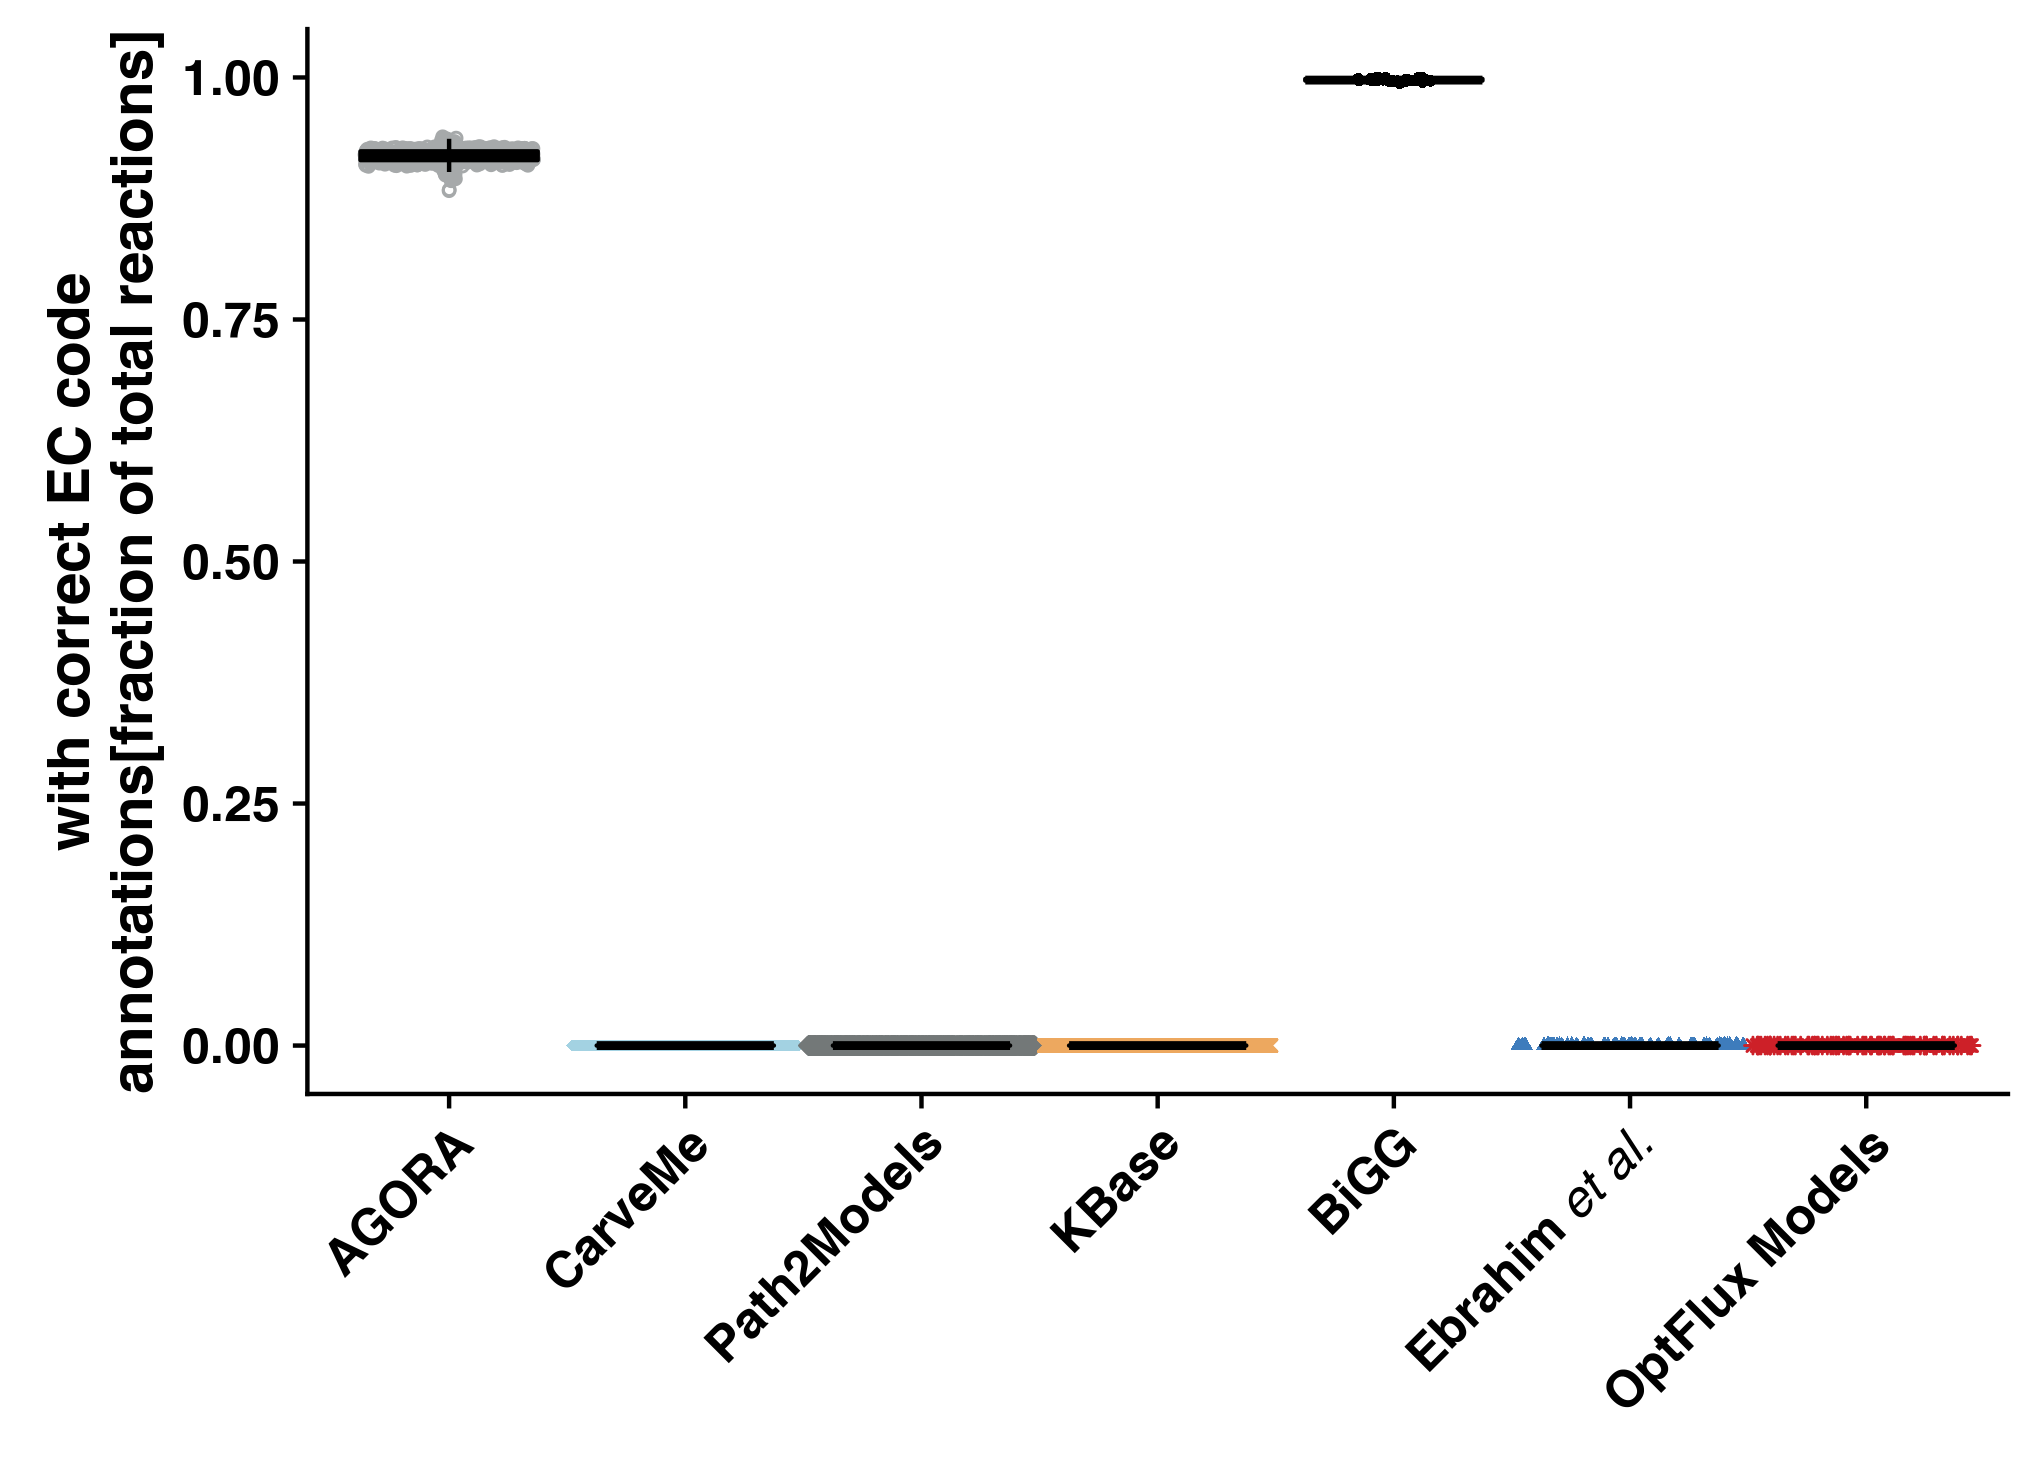 with correct EC code
annotations[fraction of total reactions]
1.00
0.75
0.50
0.25
0.00
AGORA
CarveMe
Path2Models
KBase
BiGG
Ebrahim et al.
OptFlux Models